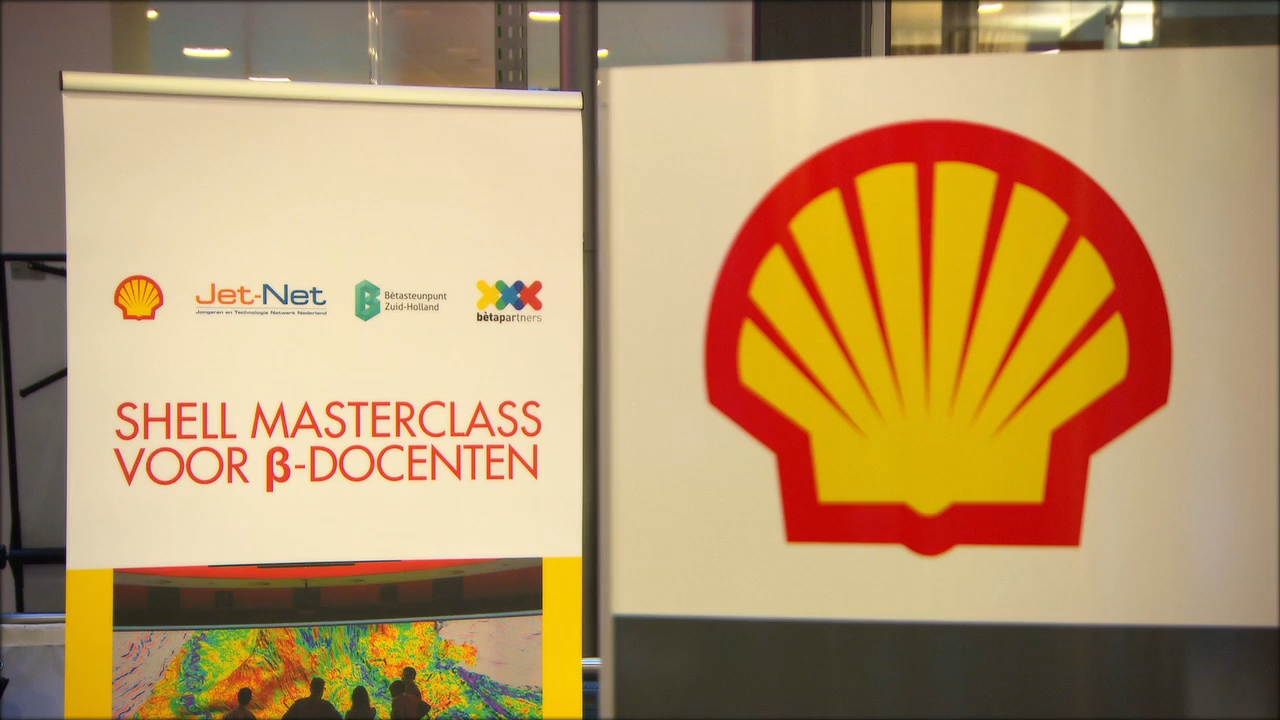 Jet-Net
Jongeren en Technologie Netwerk Nederland
Bètasteunpunt
Zuid-Holland
bètapartners
SHELL MASTERCLASS
VOOR β-DOCENTEN